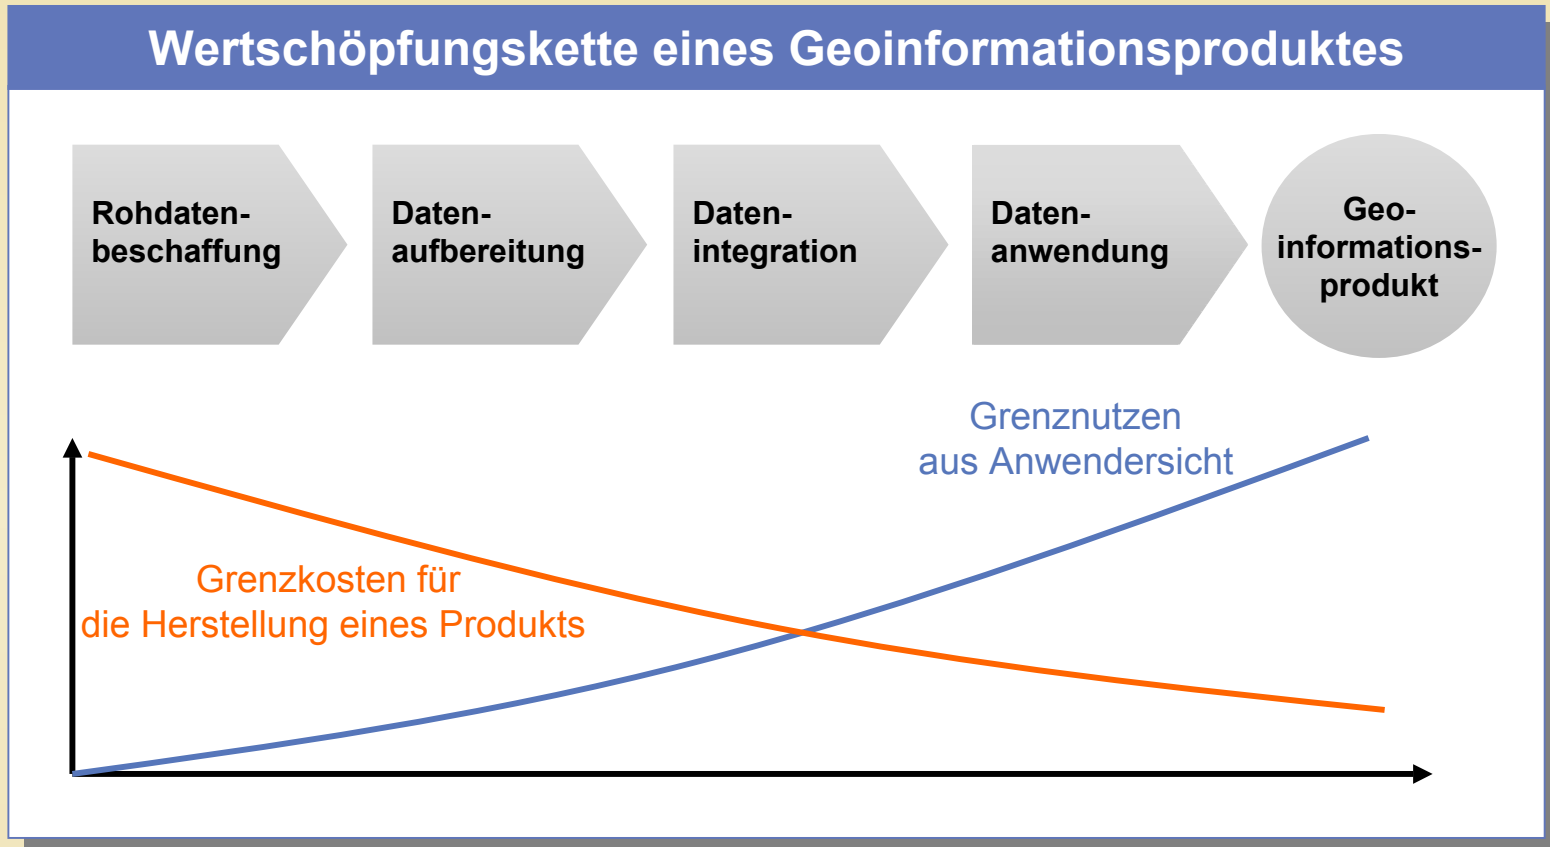 Wertschöpfungskette eines Geoinformationsproduktes
Rohdaten-
beschaffung
Daten-
aufbereitung
Daten-
integration
Daten-
anwendung
Geo-
informations-
produkt
Grenznutzen
aus Anwendersicht
Grenzkosten für
die Herstellung eines Produkts